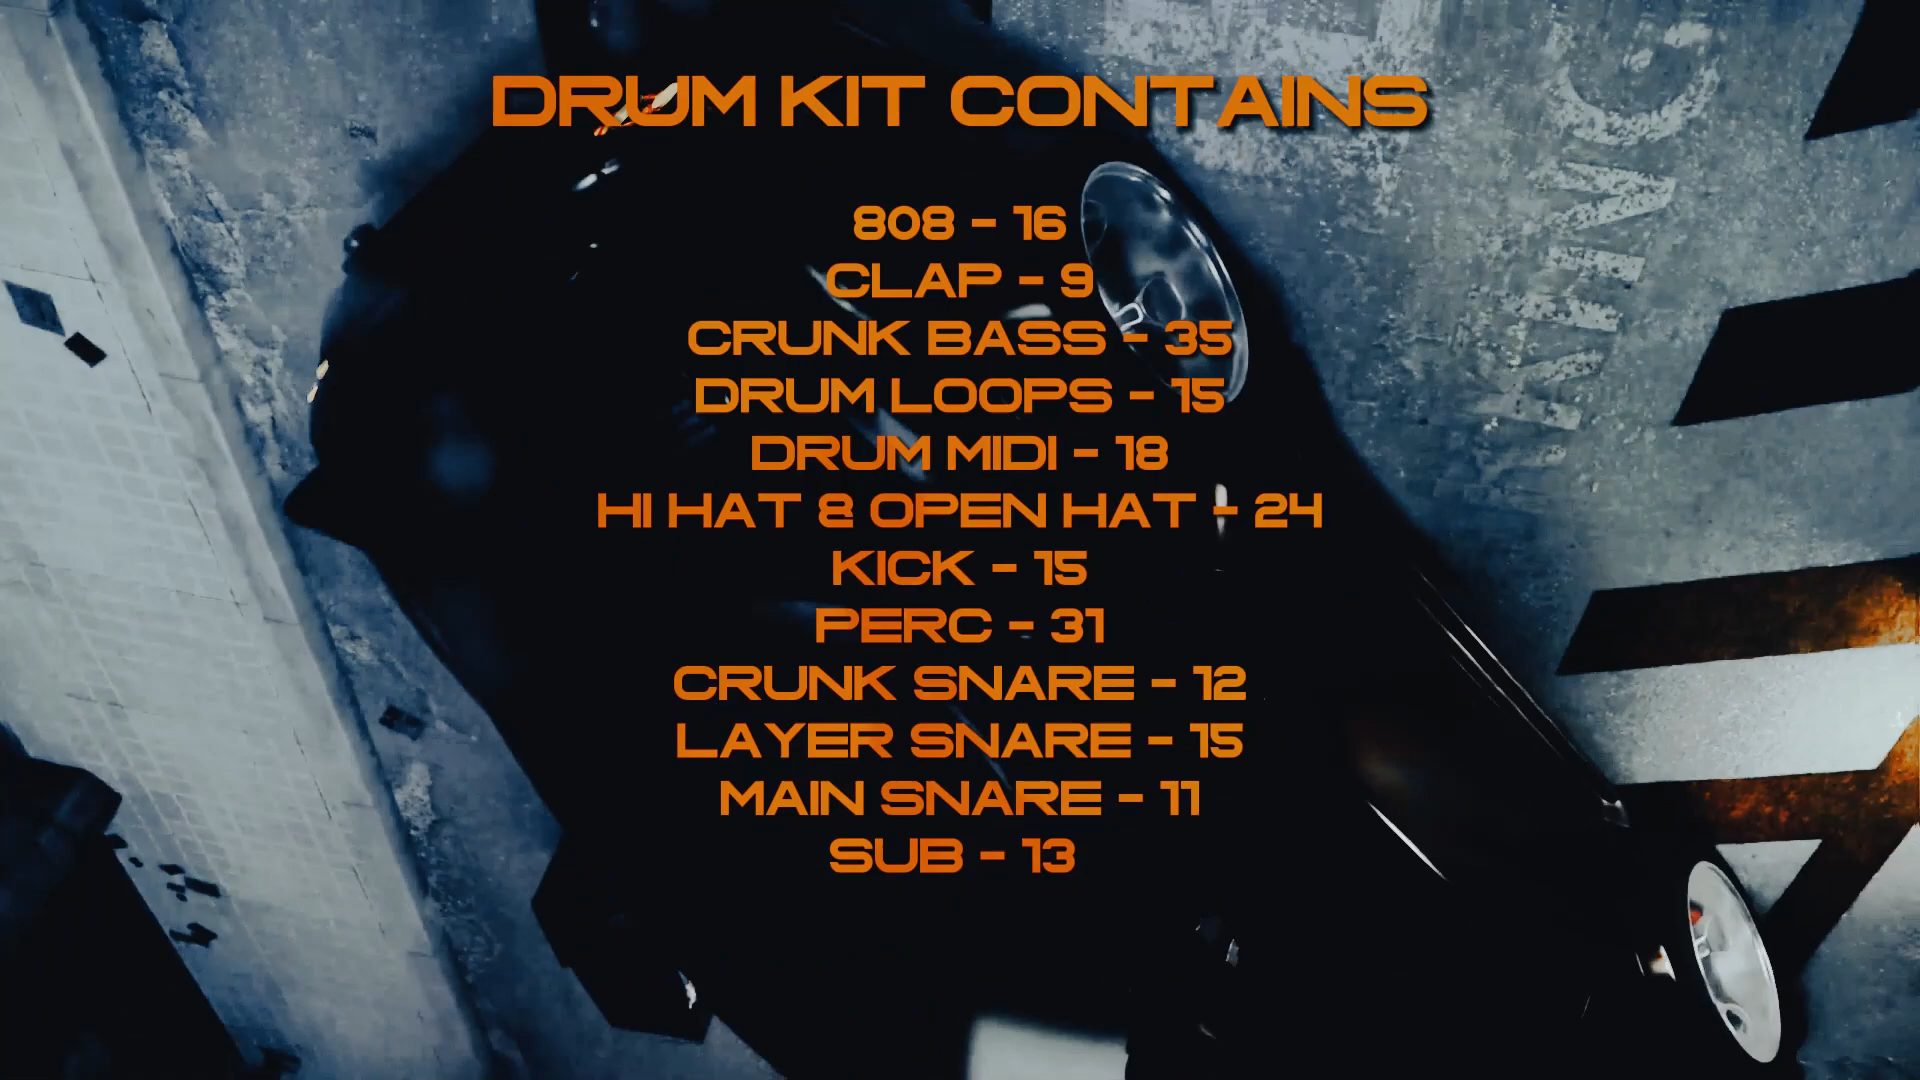 DRUM KIT CONTAINS
808 - 16
CLAP - 9
CRUNK BASS - 35
DRUM LOOPS - 15
DRUM MIDI - 18
HI HAT & OPEN HAT - 24
KICK - 15
PERC - 31
CRUNK SNARE - 12
LAYER SNARE - 15
MAIN SNARE - 11
SUB - 13